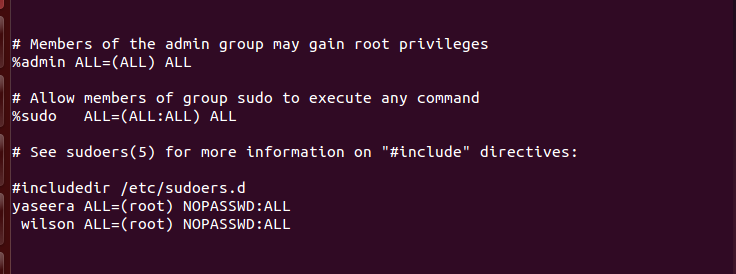 # Members of the admin group may gain root privileges
%admin ALL=(ALL) ALL
# Allow members of group sudo to execute any command
%sudo   ALL=(ALL:ALL) ALL
# See sudoers(5) for more information on "#include" directives:
#includedir /etc/sudoers.d
yaseera ALL=(root) NOPASSWD:ALL
 wilson ALL=(root) NOPASSWD:ALL